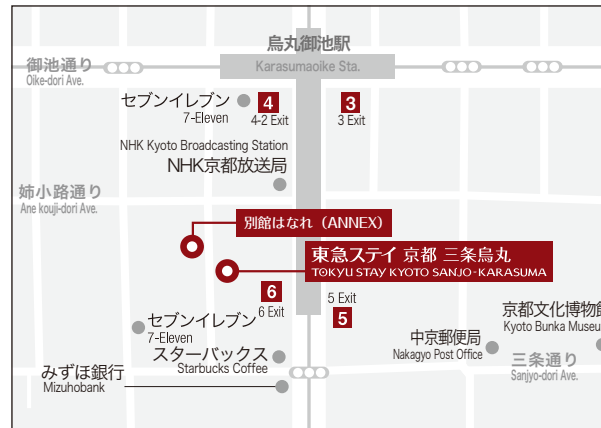 烏丸御池駅
Karasumaoike Sta.
御池通り
Oike-dori Ave.
セブンイレブン
7-Eleven
4
4-2 Exit
3
3 Exit
NHK Kyoto Broadcasting Station
NHK京都放送局
姉小路通り
Ane kouji-dori Ave.
別館はなれ（ANNEX）
東急ステイ 京都 三条烏丸
TOKYU STAY KYOTO SANJO-KARASUMA
6
6 Exit
5 Exit
5
セブンイレブン
7-Eleven
スターバックス
Starbucks Coffee
みずほ銀行
Mizuhobank
中京郵便局
Nakagyo Post Office
京都文化博物館
Kyoto Bunka Museu
三条通り
Sanjyo-dori Ave.